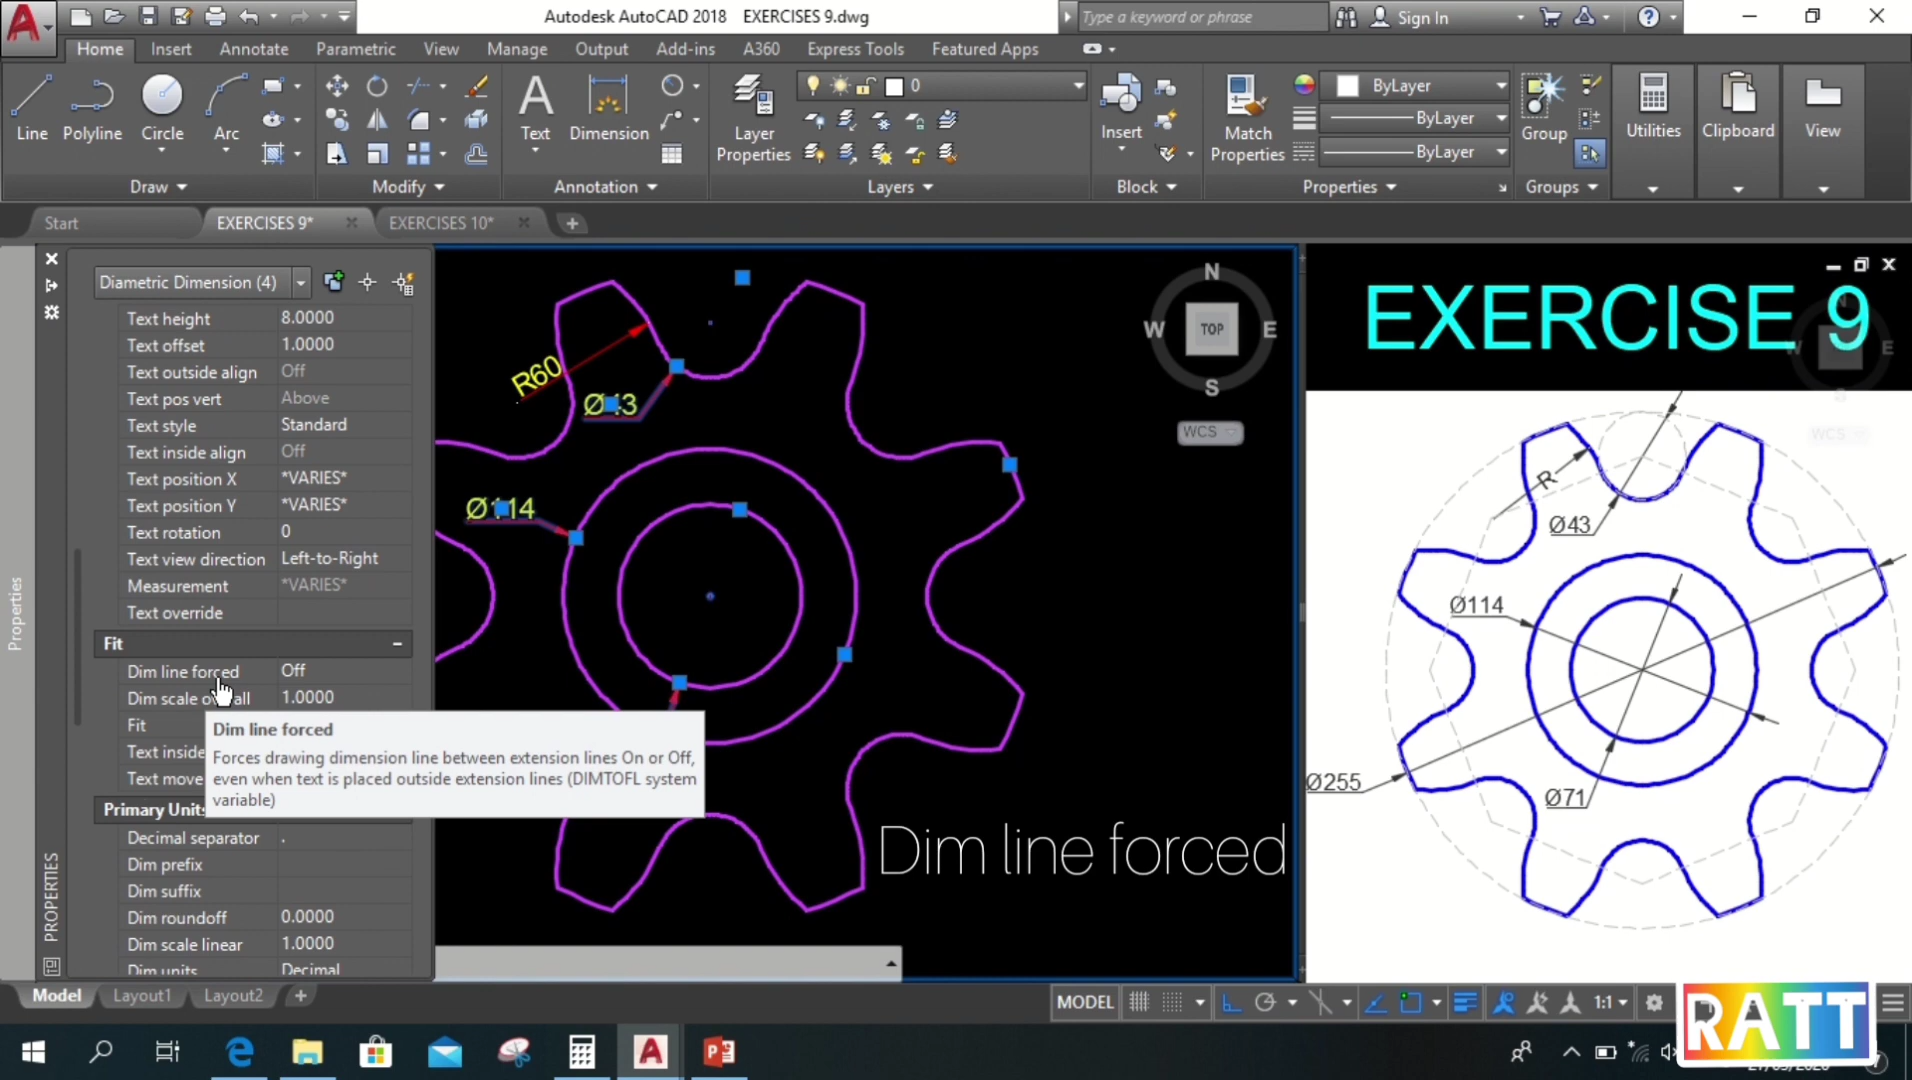 Autodesk AutoCAD 2018 EXERCISES 9.dwg
Type a keyword or phrase
Sign In
Home Insert Annotate Parametric View Manage Output Add-ins A360 Express Tools Featured Apps
0
ByLayer
ByLayer
ByLayer
Line Polyline Circle Arc
Text Dimension
Layer Properties
Insert
Match Properties
Group
Utilities
Clipboard
View
Draw Modify Annotation Layers Block Properties Groups
Start EXERCISES 9* EXERCISES 10*
Diametric Dimension (4)
Text height 8.0000
Text offset 1.0000
Text outside align Off
Text pos vert Above
Text style Standard
Text inside align Off
Text position X *VARIES*
Text position Y *VARIES*
Text rotation 0
Text view direction Left-to-Right
Measurement *VARIES*
Text override
Fit
Dim line forced Off
Dim scale overall 1.0000
Fit
Text inside
Text move
Primary Units
Decimal separator .
Dim prefix
Dim suffix
Dim roundoff 0.0000
Dim scale linear 1.0000
Dim units Decimal
Dim line forced
Forces drawing dimension line between extension lines On or Off,
even when text is placed outside extension lines (DIMTOFL system
variable)
Properties
PROPERTIES
R60
Ø43
Ø114
N
W TOP E
S
WCS
Dim line forced
EXERCISE 9
W
WCS
R
Ø43
Ø114
Ø255
Ø71
Model Layout1 Layout2
MODEL
1:1
RATT